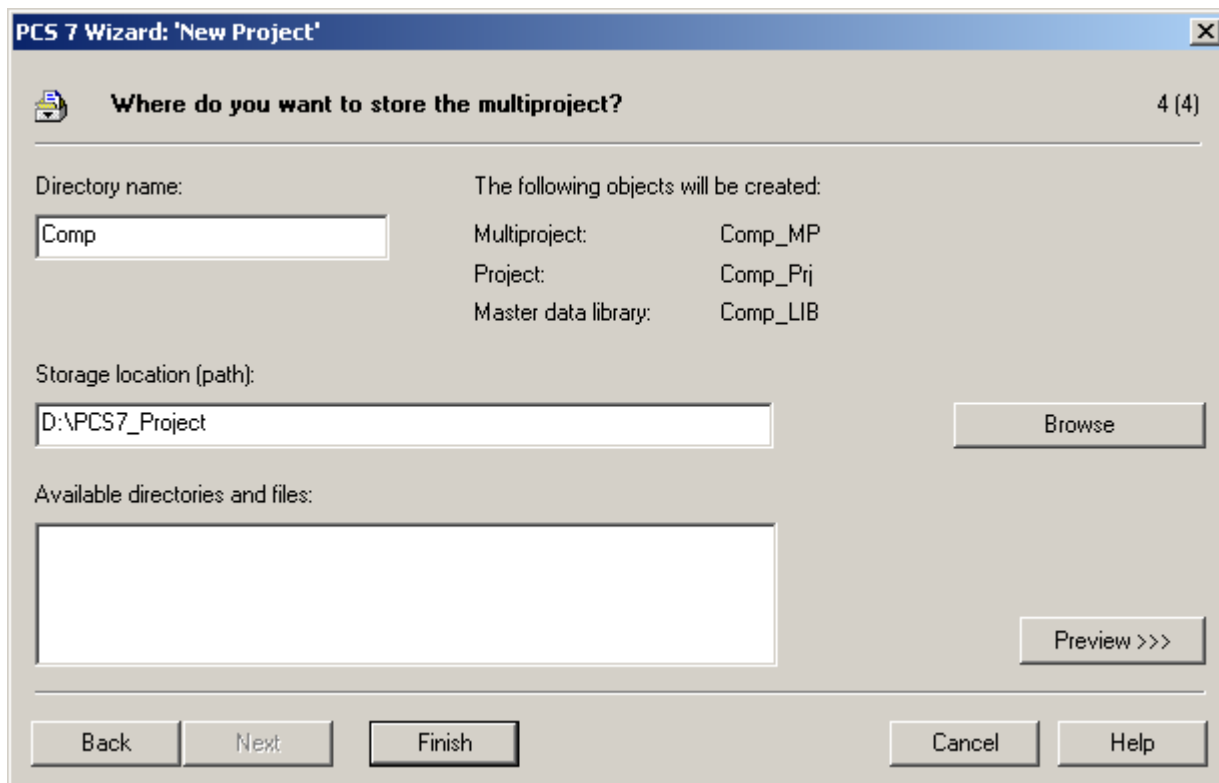 PCS 7 Wizard: 'New Project'
Where do you want to store the multiproject? 4 (4)
Directory name: The following objects will be created:
Comp Multiproject: Comp_MP
Project: Comp_Prj
Master data library: Comp_LIB
Storage location (path):
D:\PCS7_Project Browse
Available directories and files:
Preview >>>
Back Next Finish Cancel Help